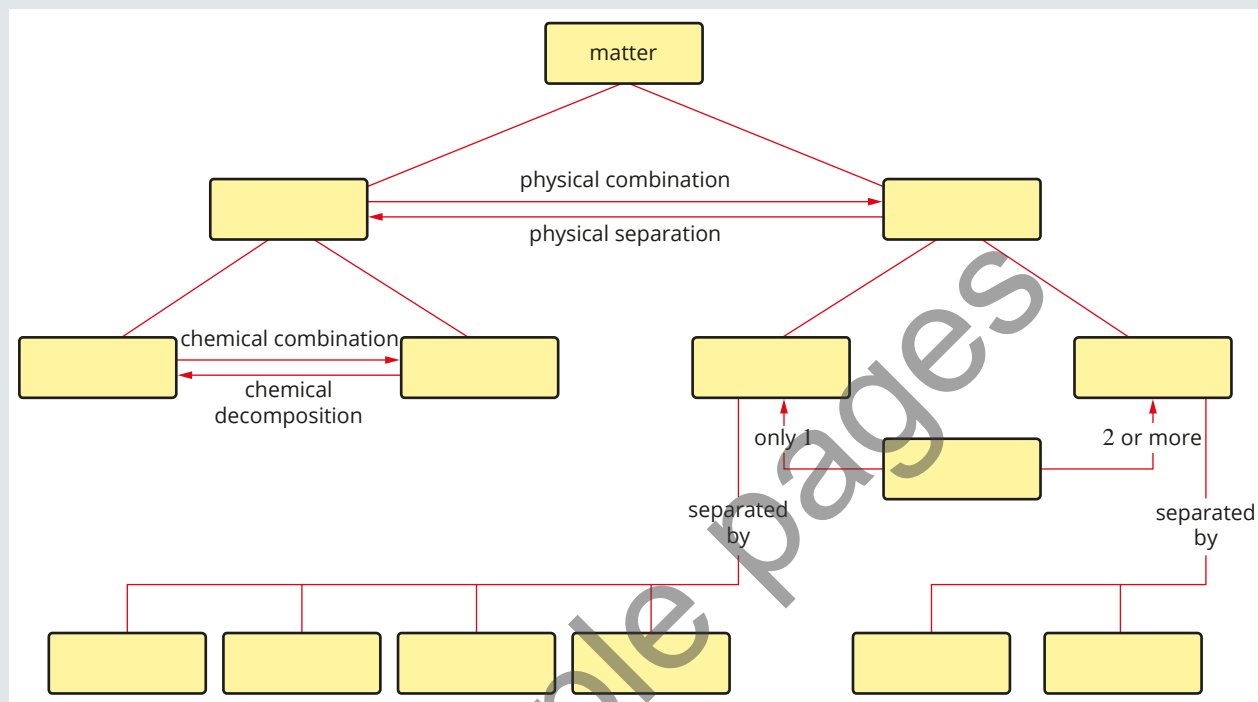 matter
physical combination
physical separation
chemical combination
chemical
decomposition
only 1
2 or more
separated
by
separated
by
ple pages